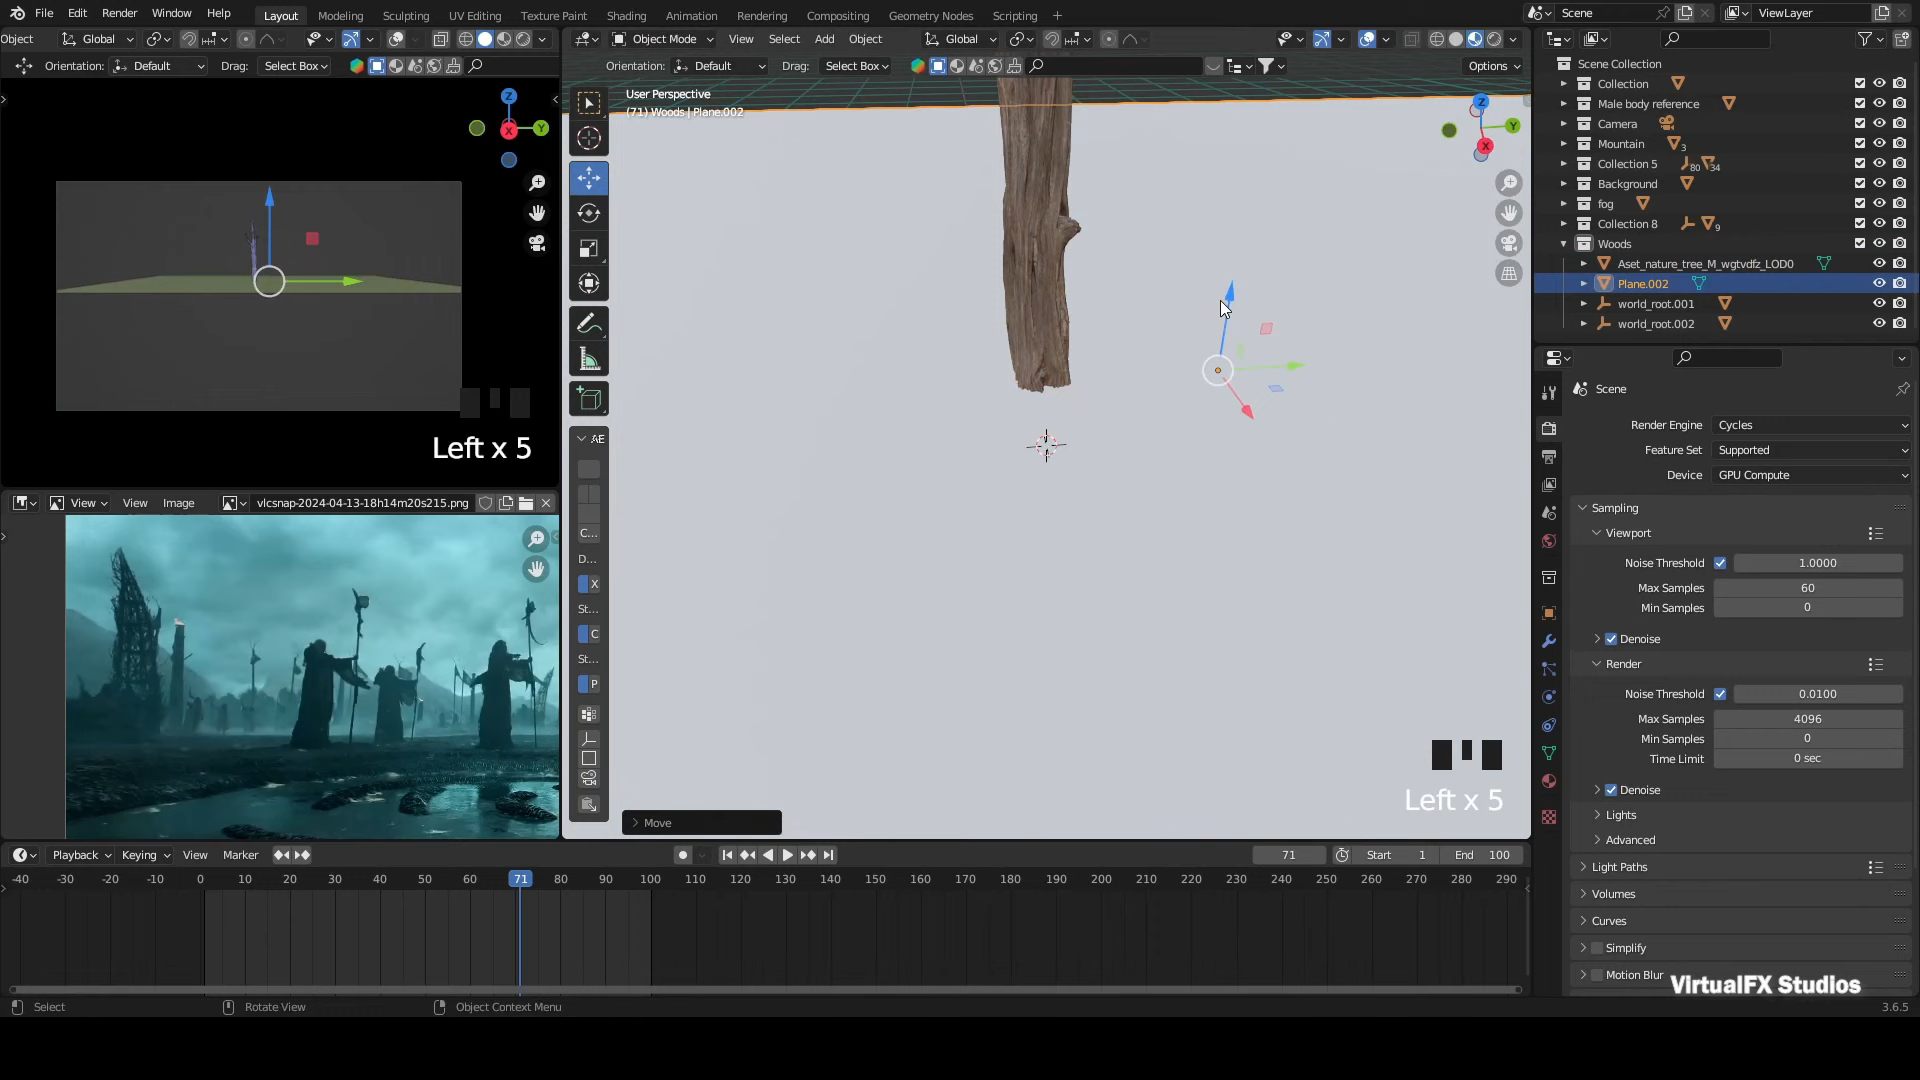 File Edit Render Window Help Layout Modeling Sculpting UV Editing Texture Paint Shading Animation Rendering Compositing Geometry Nodes Scripting + Scene ViewLayer
Object Global Object Mode View Select Add Object Global
Orientation: Default Drag: Select Box Orientation: Default Drag: Select Box Options
User Perspective
(71) Woods | Plane.002
Z
Y
X
Z
Y
X
Left x 5
View View Image vlcsnap-2024-04-13-18h14m20s215.png
AE
C...
D...
X
St...
C
St...
P
Left x 5
Move
Scene Collection
Collection
Male body reference
Camera
Mountain 3
Collection 5 80 34
Background
fog
Collection 8 9
Woods
Aset_nature_tree_M_wgtvdfz_LOD0
Plane.002
world_root.001
world_root.002
Scene
Render Engine Cycles
Feature Set Supported
Device GPU Compute
Sampling
Viewport
Noise Threshold 1.0000
Max Samples 60
Min Samples 0
Denoise
Render
Noise Threshold 0.0100
Max Samples 4096
Min Samples 0
Time Limit 0 sec
Denoise
Lights
Advanced
Light Paths
Volumes
Curves
Simplify
Motion Blur
VirtualFX Studios
Playback Keying View Marker 71 Start 1 End 100
-40 -30 -20 -10 0 10 20 30 40 50 60 71 80 90 100 110 120 130 140 150 160 170 180 190 200 210 220 230 240 250 260 270 280 290
Select Rotate View Object Context Menu 3.6.5